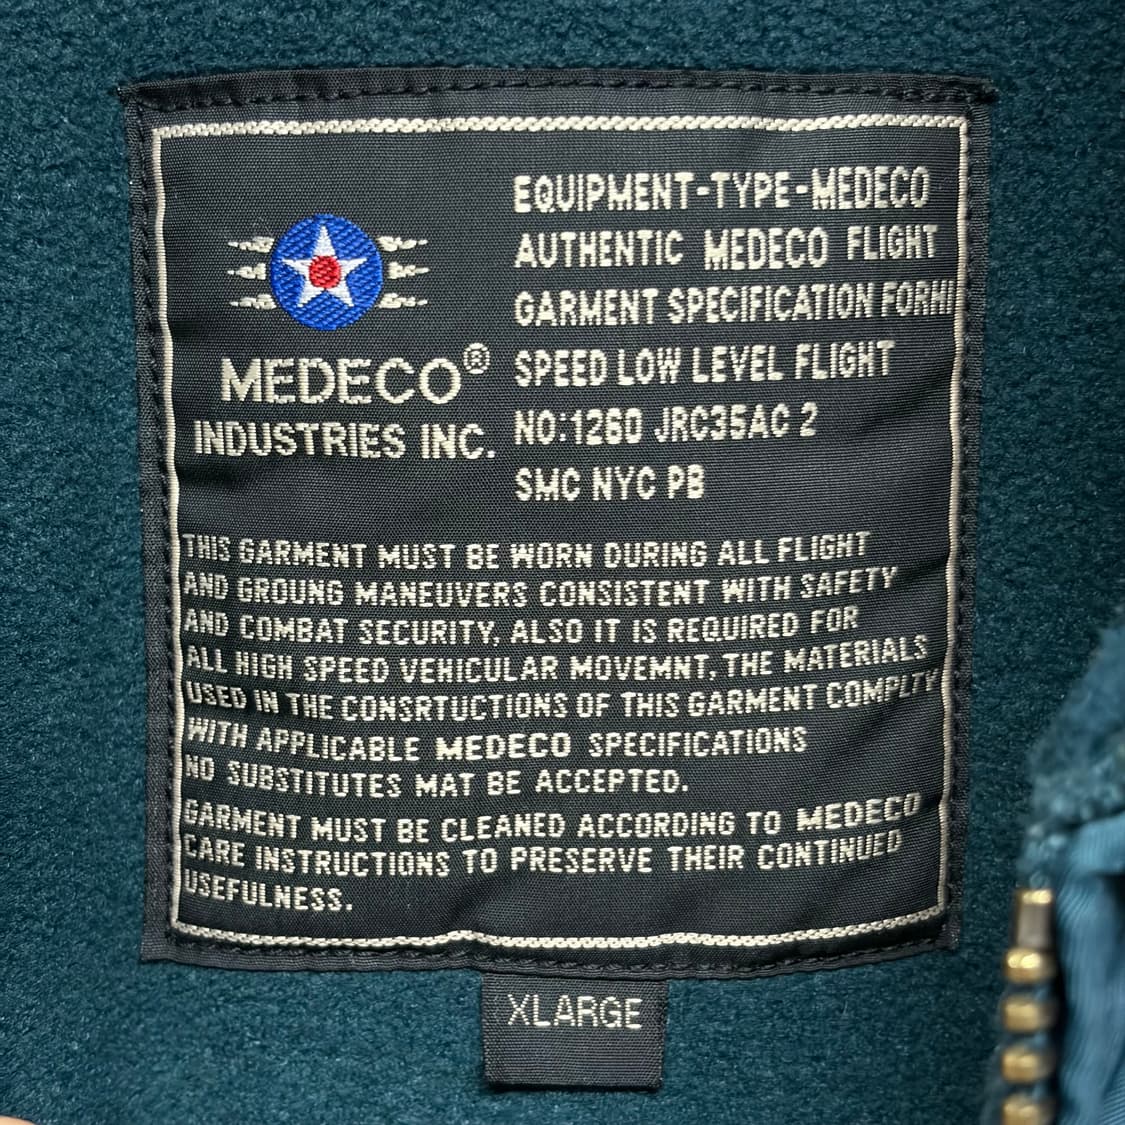 MEDECO®
INDUSTRIES INC.
EQUIPMENT-TYPE-MEDECO
AUTHENTIC MEDECO FLIGHT
GARMENT SPECIFICATION FORHI
SPEED LOW LEVEL FLIGHT
NO:1260 JRC35AC 2
SMC NYC PB
THIS GARMENT MUST BE WORN DURING ALL FLIGHT
AND GROUNG MANEUVERS CONSISTENT WITH SAFETY
AND COMBAT SECURITY, ALSO IT IS REQUIRED FOR
ALL HIGH SPEED VEHICULAR MOVEMNT, THE MATERIALS
USED IN THE CONSRTUCTIONS OF THIS GARMENT COMPLTY
WITH APPLICABLE MEDECO SPECIFICATIONS
NO SUBSTITUTES MAT BE ACCEPTED.
GARMENT MUST BE CLEANED ACCORDING TO MEDECO
CARE INSTRUCTIONS TO PRESERVE THEIR CONTINUED
USEFULNESS.
XLARGE